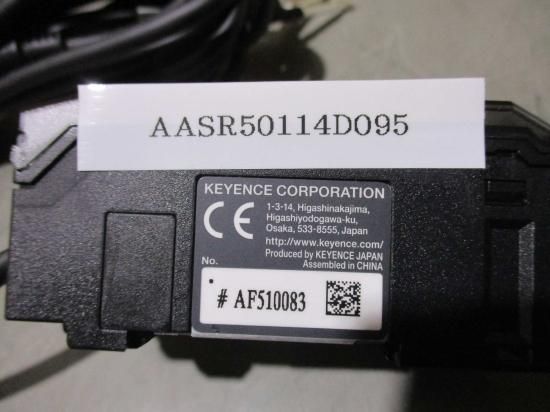 AASR50114D095
KEYENCE CORPORATION
1-3-14, Higashinakajima,
Higashiyodogawa-ku,
Osaka, 533-8555, Japan
http://www.keyence.com/
Produced by KEYENCE JAPAN
Assembled in CHINA
CE
No.
# AF510083